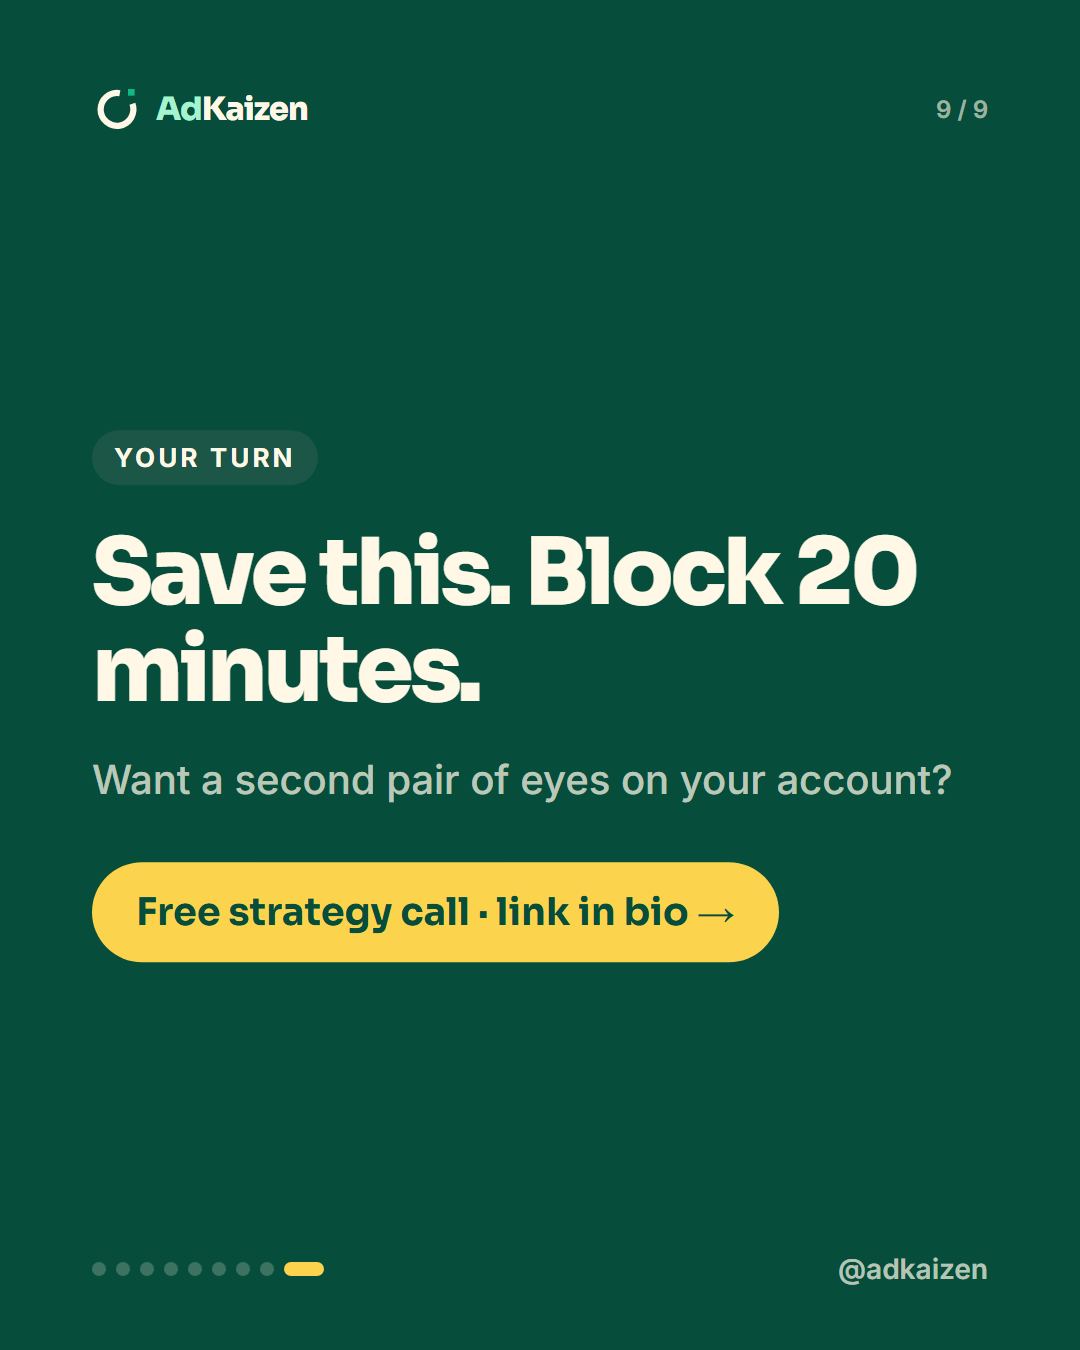 AdKaizen
9 / 9
YOUR TURN
Save this. Block 20
minutes.
Want a second pair of eyes on your account?
Free strategy call · link in bio →
@adkaizen